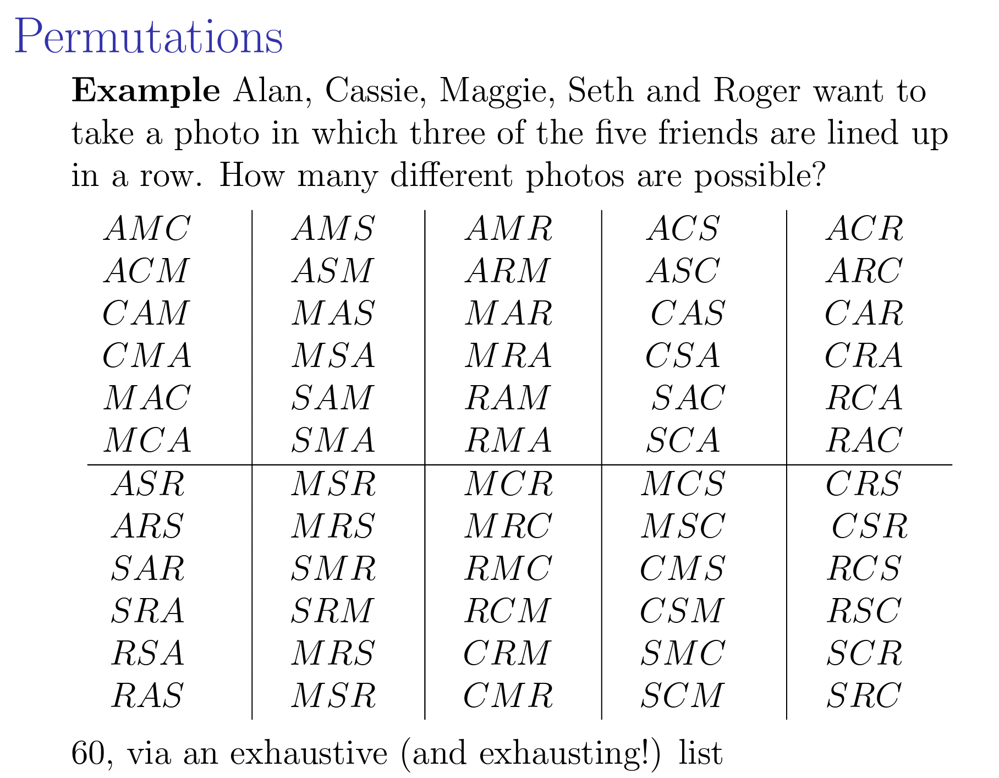 Permutations
Example Alan, Cassie, Maggie, Seth and Roger want to
take a photo in which three of the five friends are lined up
in a row. How many different photos are possible?
AMC AMS AMR ACS ACR
ACM ASM ARM ASC ARC
CAM MAS MAR CAS CAR
CMA MSA MRA CSA CRA
MAC SAM RAM SAC RCA
MCA SMA RMA SCA RAC
ASR MSR MCR MCS CRS
ARS MRS MRC MSC CSR
SAR SMR RMC CMS RCS
SRA SRM RCM CSM RSC
RSA MRS CRM SMC SCR
RAS MSR CMR SCM SRC
60, via an exhaustive (and exhausting!) list